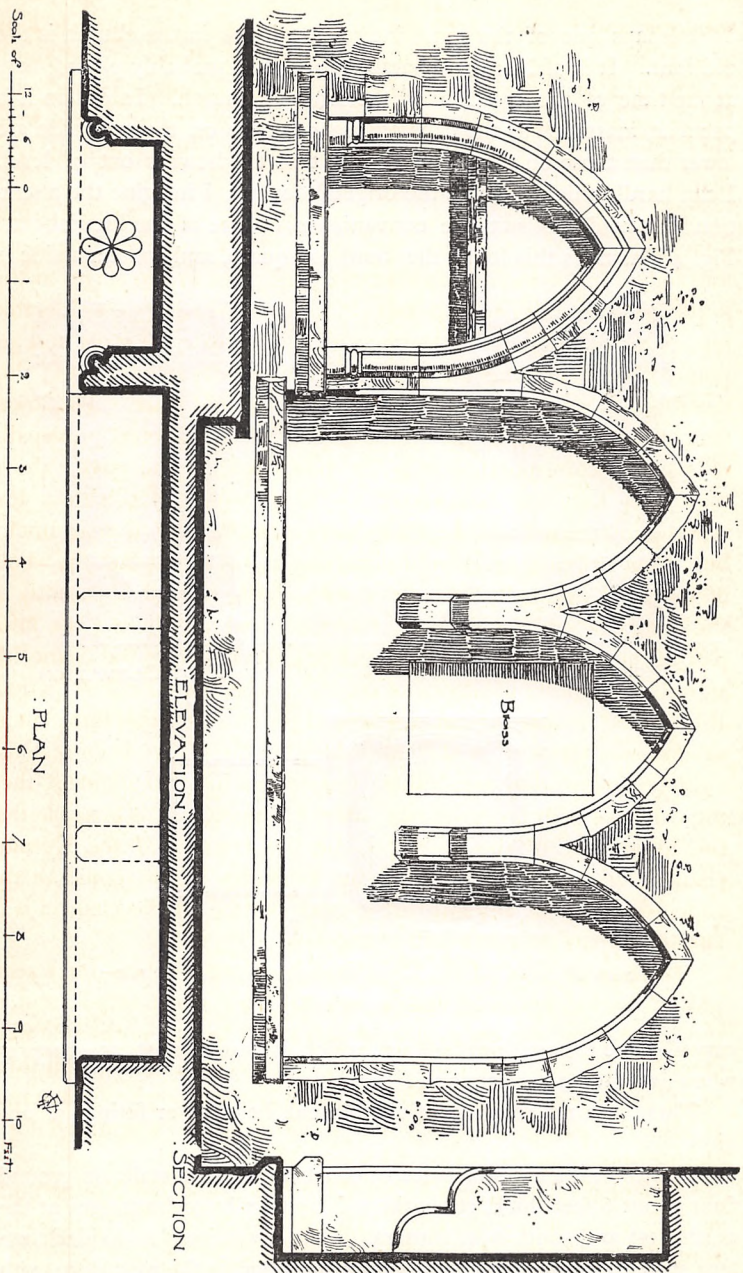 Brass.
ELEVATION.
SECTION.
: PLAN.
Scale of 12 6 0 1 2 3 4 5 6 7 8 9 10 Feet.